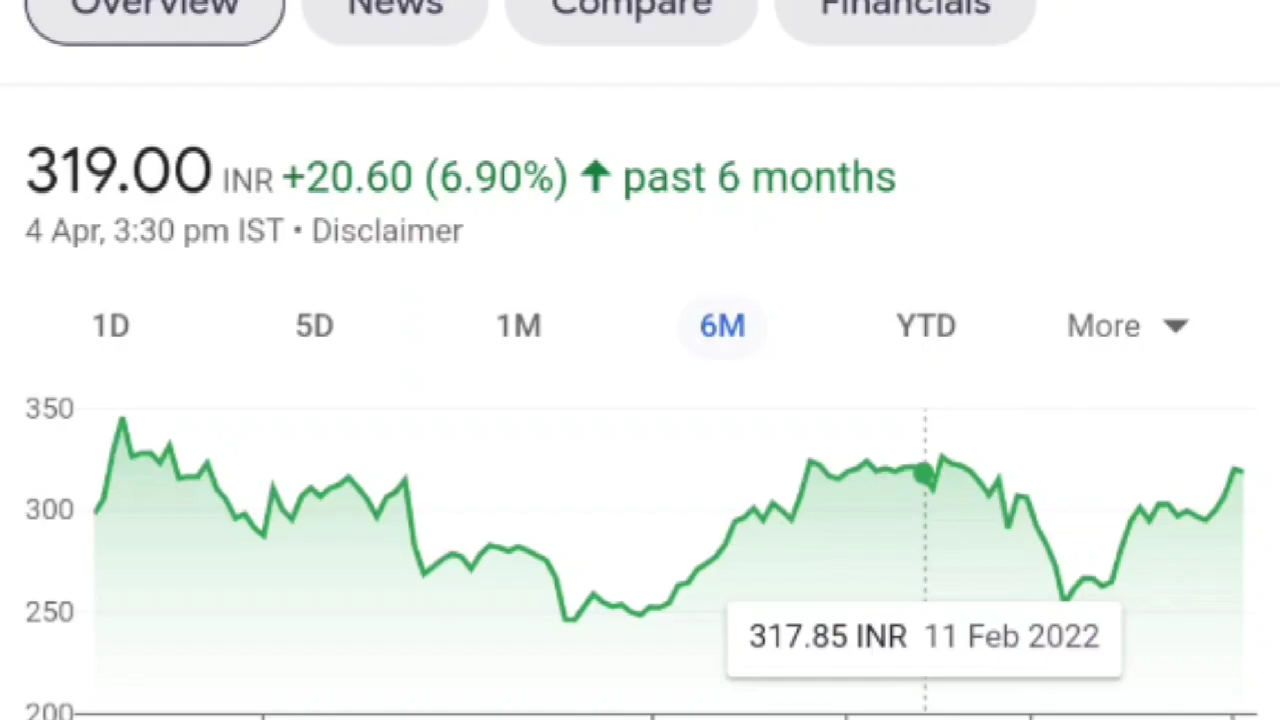 Overview News Compare Financials
319.00 INR +20.60 (6.90%) ↑ past 6 months
4 Apr, 3:30 pm IST • Disclaimer
1D 5D 1M 6M YTD More
350
300
250
317.85 INR 11 Feb 2022
200